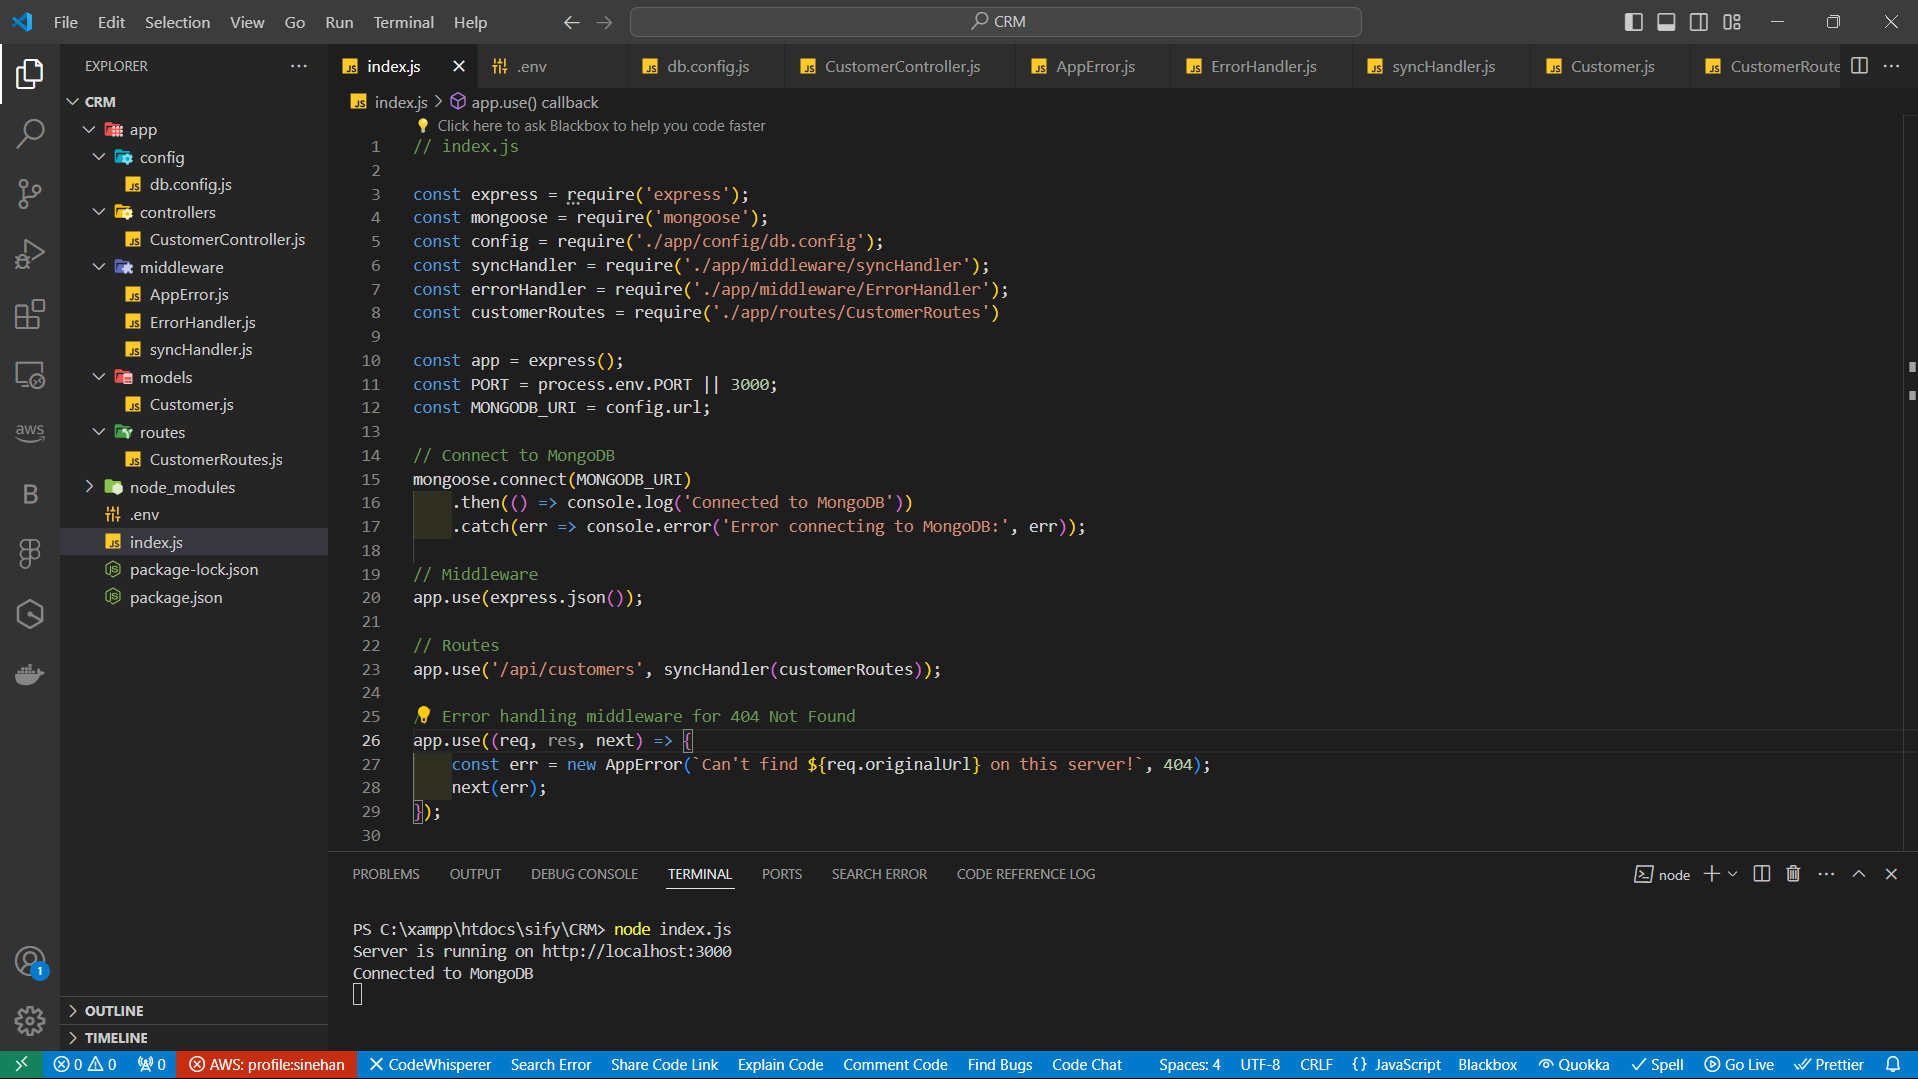 File Edit Selection View Go Run Terminal Help
CRM
EXPLORER
CRM
app
config
db.config.js
controllers
CustomerController.js
middleware
AppError.js
ErrorHandler.js
syncHandler.js
models
Customer.js
routes
CustomerRoutes.js
node_modules
.env
index.js
package-lock.json
package.json
OUTLINE
TIMELINE
aws
B
1
index.js .env db.config.js CustomerController.js AppError.js ErrorHandler.js syncHandler.js Customer.js CustomerRoute
index.js > app.use() callback
Click here to ask Blackbox to help you code faster
1 // index.js
2
3 const express = require('express');
4 const mongoose = require('mongoose');
5 const config = require('./app/config/db.config');
6 const syncHandler = require('./app/middleware/syncHandler');
7 const errorHandler = require('./app/middleware/ErrorHandler');
8 const customerRoutes = require('./app/routes/CustomerRoutes')
9
10 const app = express();
11 const PORT = process.env.PORT || 3000;
12 const MONGODB_URI = config.url;
13
14 // Connect to MongoDB
15 mongoose.connect(MONGODB_URI)
16 .then(() => console.log('Connected to MongoDB'))
17 .catch(err => console.error('Error connecting to MongoDB:', err));
18
19 // Middleware
20 app.use(express.json());
21
22 // Routes
23 app.use('/api/customers', syncHandler(customerRoutes));
24
25 / Error handling middleware for 404 Not Found
26 app.use((req, res, next) => {
27 const err = new AppError(`Can't find ${req.originalUrl} on this server!`, 404);
28 next(err);
29 });
30
PROBLEMS OUTPUT DEBUG CONSOLE TERMINAL PORTS SEARCH ERROR CODE REFERENCE LOG
node
PS C:\xampp\htdocs\sify\CRM> node index.js
Server is running on http://localhost:3000
Connected to MongoDB
0 0 0 AWS: profile:sinehan CodeWhisperer Search Error Share Code Link Explain Code Comment Code Find Bugs Code Chat Spaces: 4 UTF-8 CRLF {} JavaScript Blackbox Quokka Spell Go Live Prettier